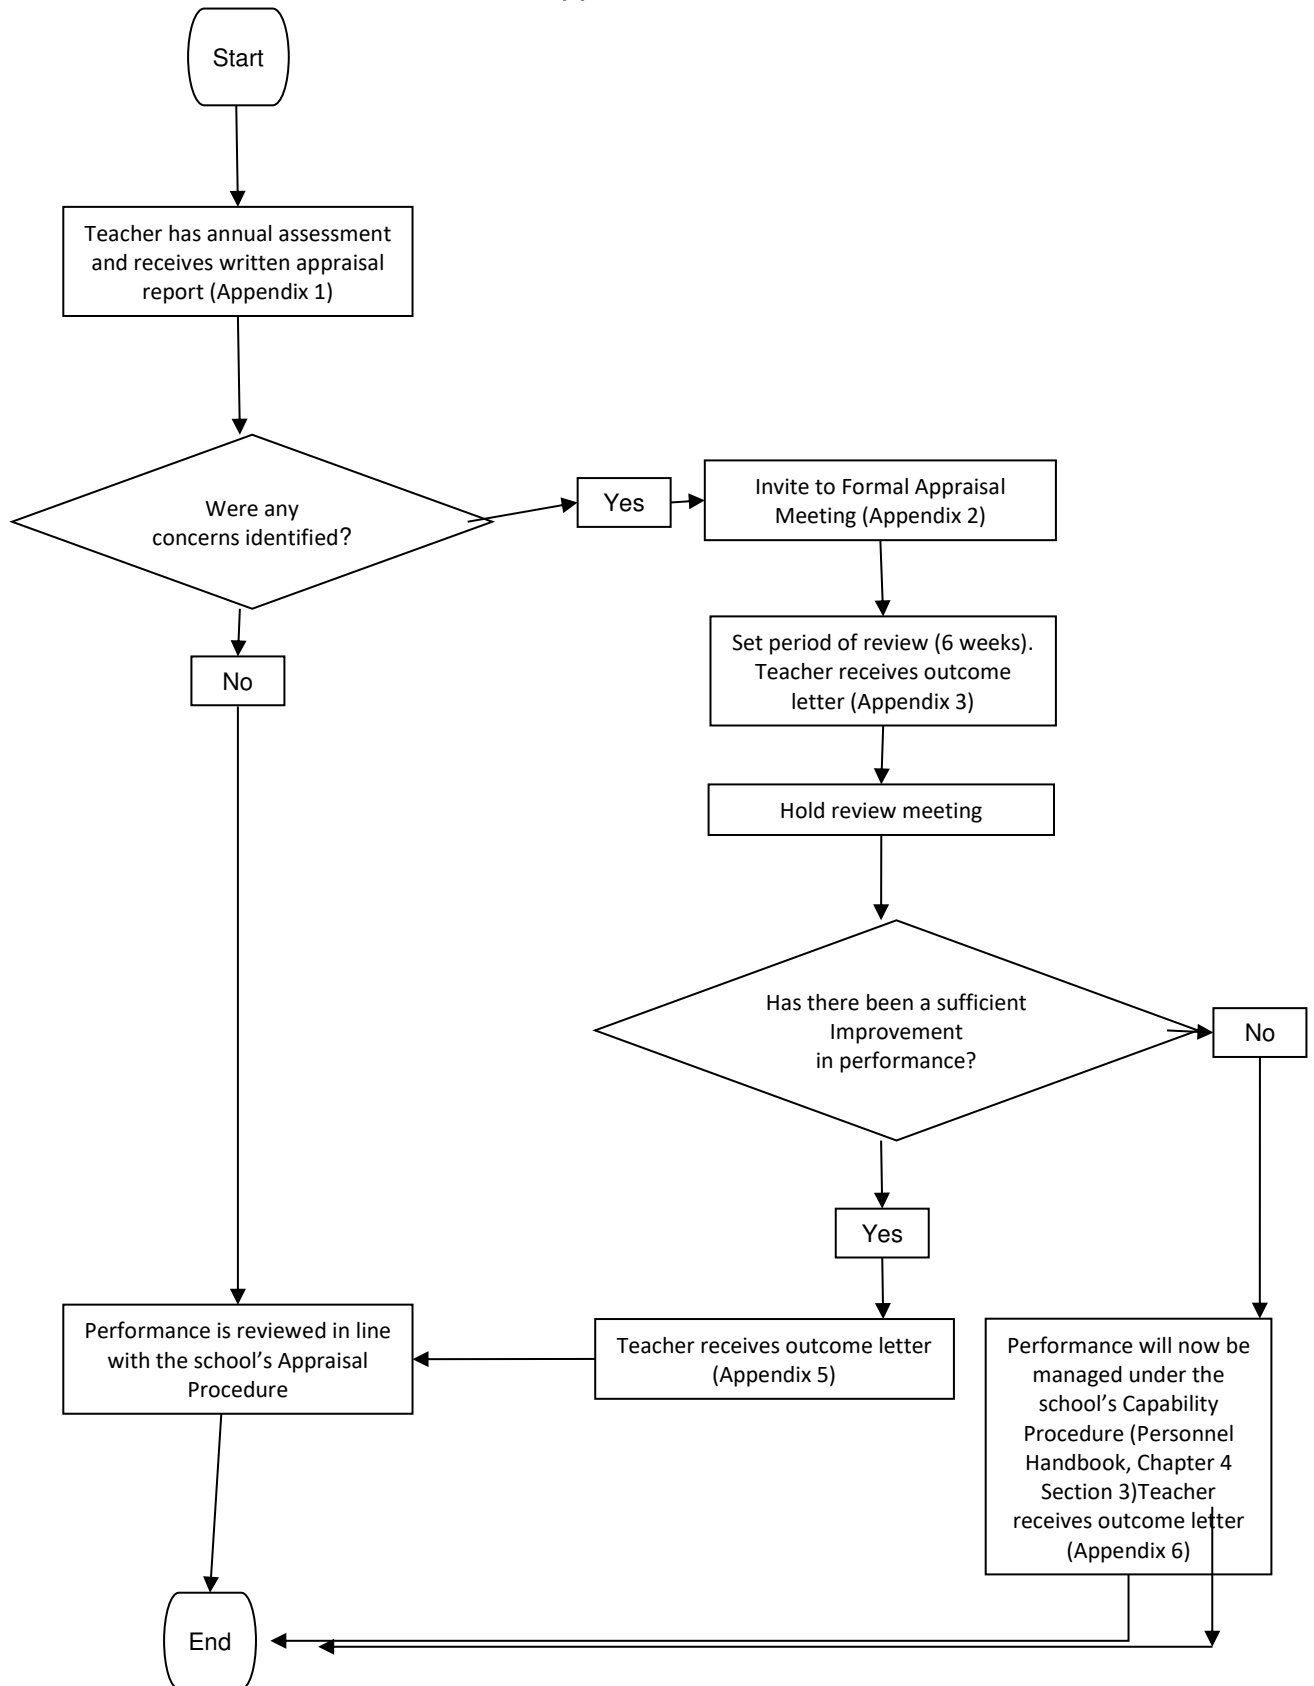 Start
Teacher has annual assessment
and receives written appraisal
report (Appendix 1)
Were any
concerns identified?
Yes
Invite to Formal Appraisal
Meeting (Appendix 2)
Set period of review (6 weeks).
Teacher receives outcome
letter (Appendix 3)
No
Hold review meeting
Has there been a sufficient
Improvement
in performance?
No
Yes
Performance is reviewed in line
with the school’s Appraisal
Procedure
Teacher receives outcome letter
(Appendix 5)
Performance will now be
managed under the
school’s Capability
Procedure (Personnel
Handbook, Chapter 4
Section 3)Teacher
receives outcome letter
(Appendix 6)
End